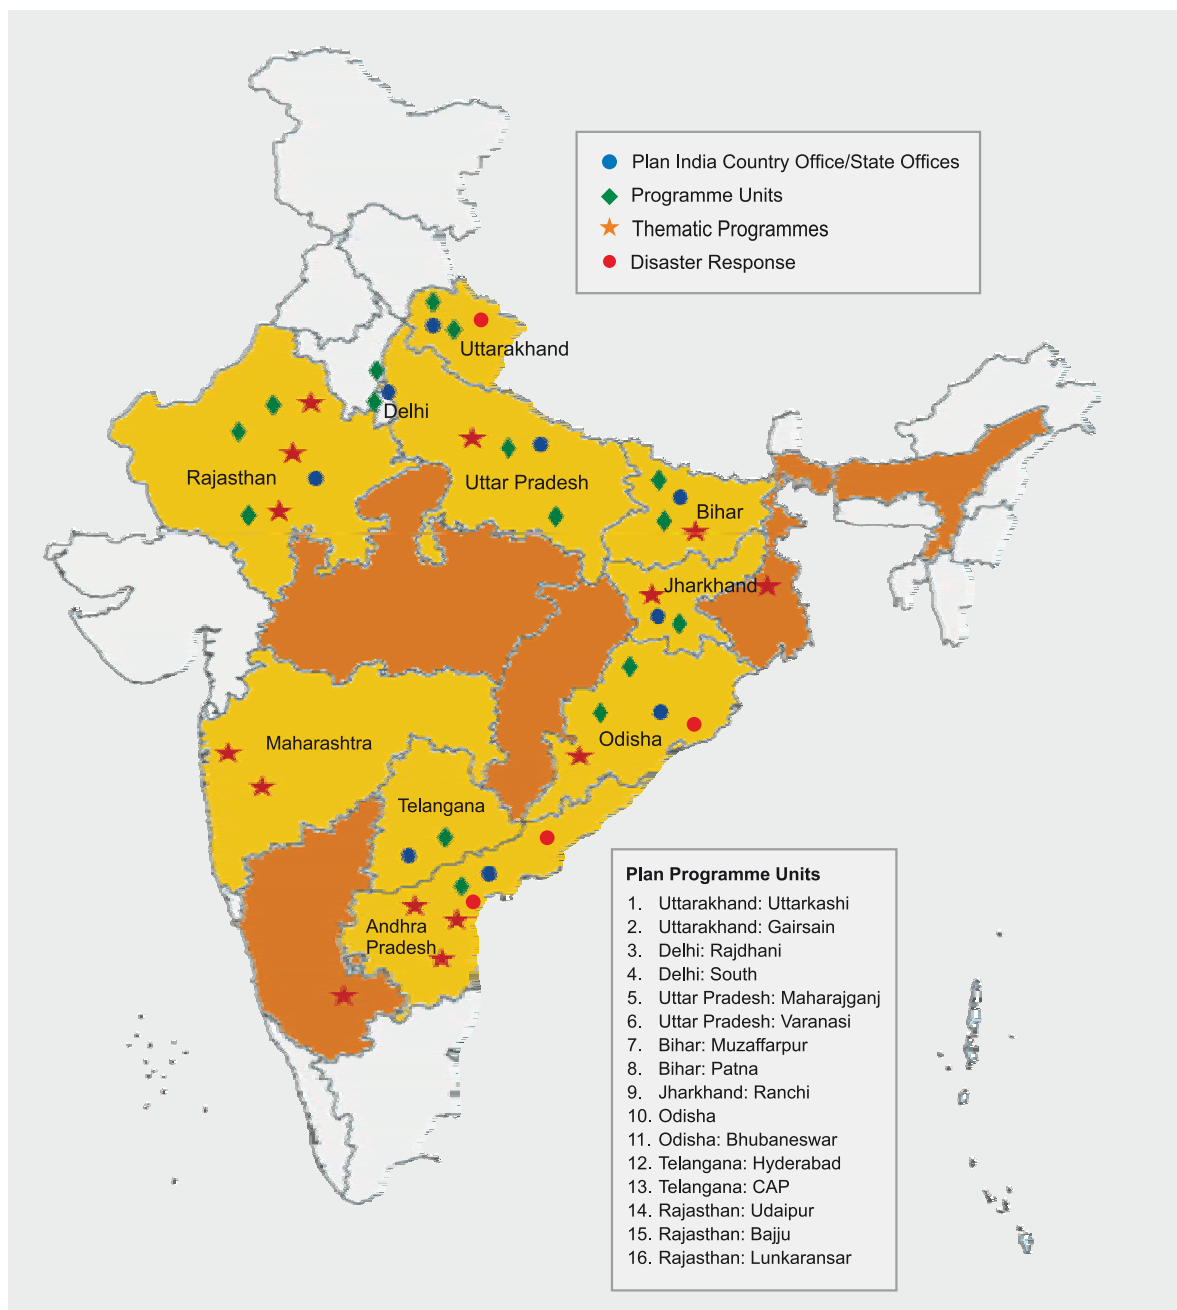 Plan India Country Office/State Offices
Programme Units
Thematic Programmes
Disaster Response
Uttarakhand
Delhi
Rajasthan
Uttar Pradesh
Bihar
Jharkhand
Maharashtra
Odisha
Telangana
Andhra
Pradesh
Plan Programme Units
1. Uttarakhand: Uttarkashi
2. Uttarakhand: Gairsain
3. Delhi: Rajdhani
4. Delhi: South
5. Uttar Pradesh: Maharajganj
6. Uttar Pradesh: Varanasi
7. Bihar: Muzaffarpur
8. Bihar: Patna
9. Jharkhand: Ranchi
10. Odisha
11. Odisha: Bhubaneswar
12. Telangana: Hyderabad
13. Telangana: CAP
14. Rajasthan: Udaipur
15. Rajasthan: Bajju
16. Rajasthan: Lunkaransar